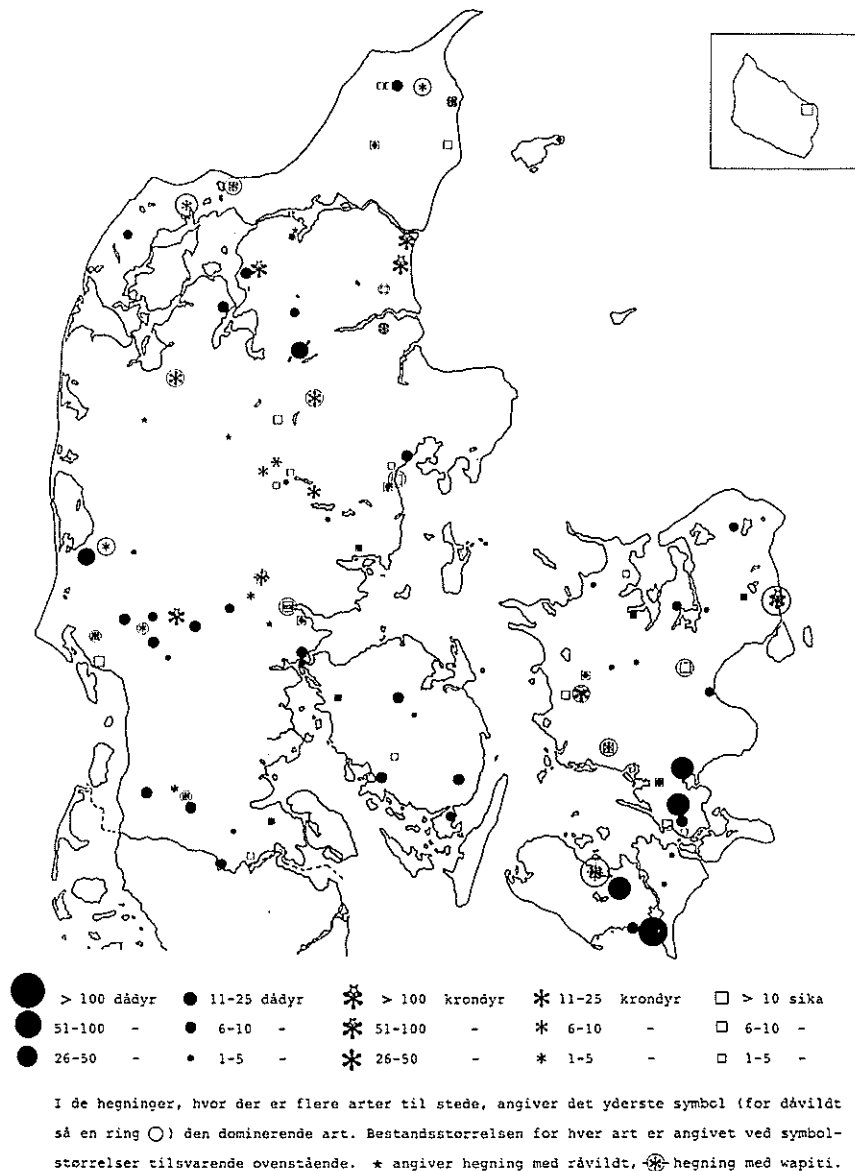 > 100 dådyr 11-25 dådyr > 100 krondyr 11-25 krondyr > 10 sika
51-100 - 6-10 - 51-100 - 6-10 - 6-10 -
26-50 - 1-5 - 26-50 - 1-5 - 1-5 -
I de hegninger, hvor der er flere arter til stede, angiver det yderste symbol (for dåvildt
så en ring ○) den dominerende art. Bestandsstørrelsen for hver art er angivet ved symbol-
størrelser tilsvarende ovenstående. ★ angiver hegning med råvildt, hegning med wapiti.